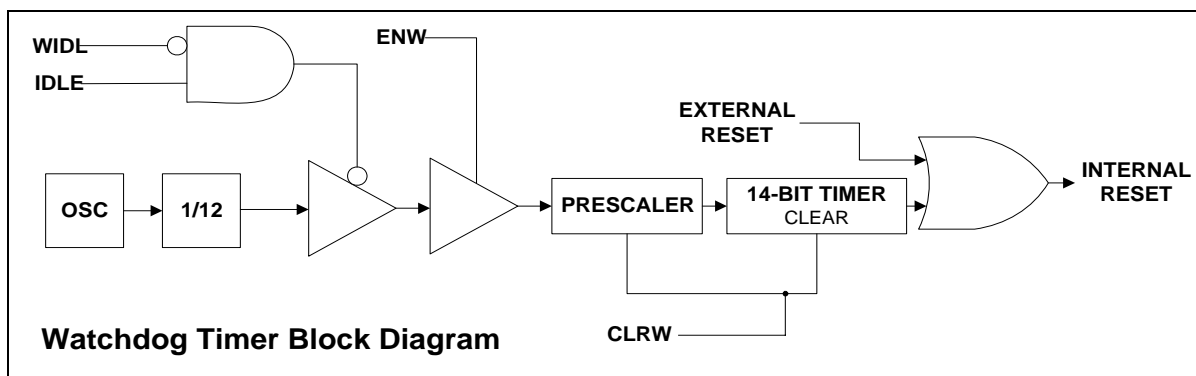 WIDL
IDLE
ENW
EXTERNAL
RESET
INTERNAL
RESET
OSC
1/12
PRESCALER
14-BIT TIMER
CLEAR
CLRW
Watchdog Timer Block Diagram